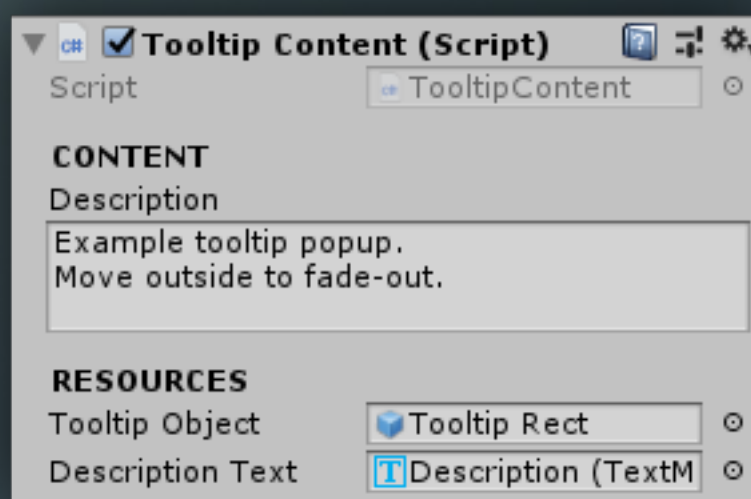 Tooltip Content (Script)
Script TooltipContent
CONTENT
Description
Example tooltip popup.
Move outside to fade-out.
RESOURCES
Tooltip Object Tooltip Rect
Description Text Description (TextM